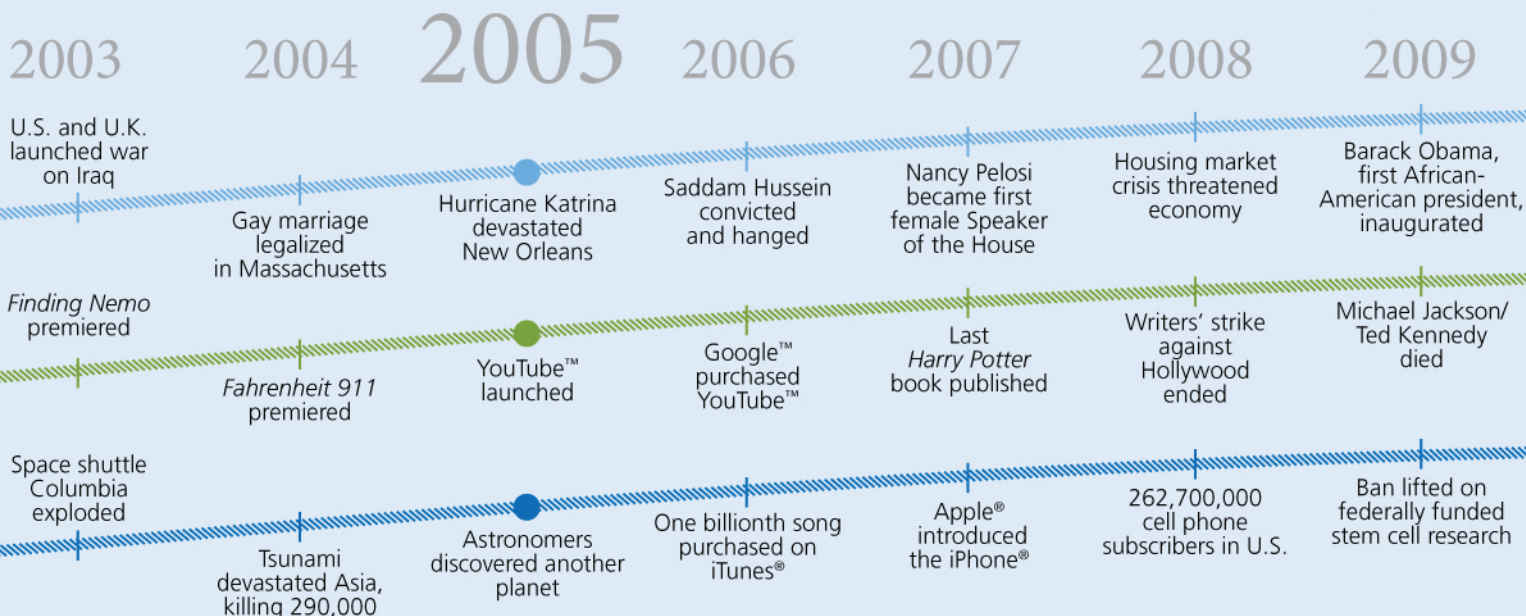 2003
2004
2005
2006
2007
2008
2009
U.S. and U.K.
launched war
on Iraq
Gay marriage
legalized
in Massachusetts
Hurricane Katrina
devastated
New Orleans
Saddam Hussein
convicted
and hanged
Nancy Pelosi
became first
female Speaker
of the House
Housing market
crisis threatened
economy
Barack Obama,
first African-
American president,
inaugurated
Finding Nemo
premiered
Fahrenheit 911
premiered
YouTube™
launched
Google™
purchased
YouTube™
Last
Harry Potter
book published
Writers’ strike
against
Hollywood
ended
Michael Jackson/
Ted Kennedy
died
Space shuttle
Columbia
exploded
Tsunami
devastated Asia,
killing 290,000
Astronomers
discovered another
planet
One billionth song
purchased on
iTunes®
Apple®
introduced
the iPhone®
262,700,000
cell phone
subscribers in U.S.
Ban lifted on
federally funded
stem cell research